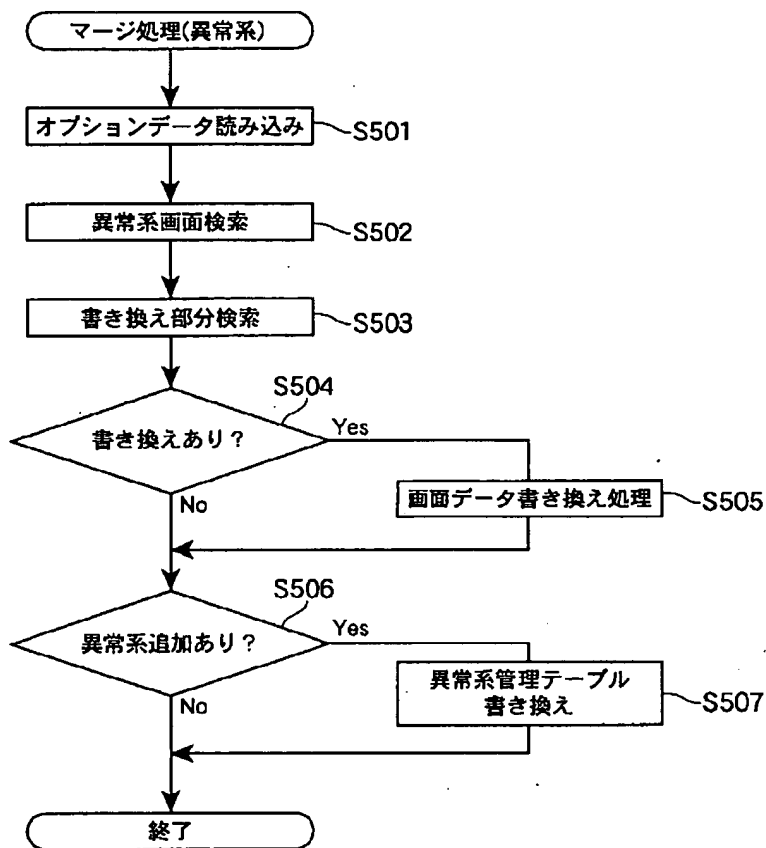 マージ処理(異常系)
オプションデータ読み込み
S501
異常系画面検索
S502
書き換え部分検索
S503
S504
書き換えあり?
Yes
No
画面データ書き換え処理
S505
S506
異常系追加あり?
Yes
No
異常系管理テーブル
書き換え
S507
終了